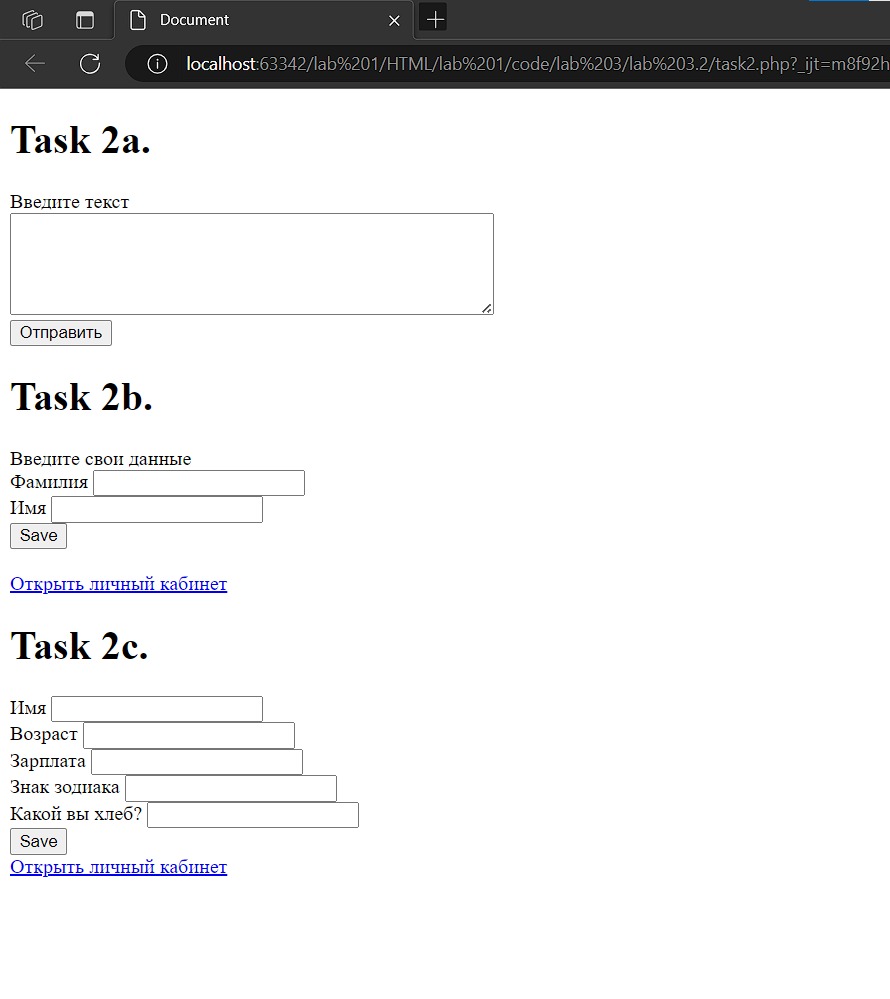 Document
localhost:63342/lab%201/HTML/lab%201/code/lab%203/lab%203.2/task2.php?_ijt=m8f92h
Task 2a.
Введите текст
Отправить
Task 2b.
Введите свои данные
Фамилия
Имя
Save
Открыть личный кабинет
Task 2c.
Имя
Возраст
Зарплата
Знак зодиака
Какой вы хлеб?
Save
Открыть личный кабинет